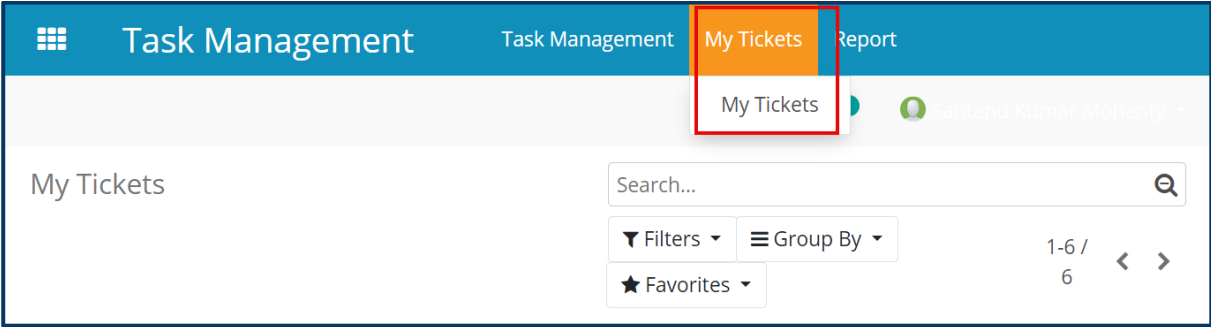 Task Management Task Management My Tickets Report
My Tickets
Santanu Kumar Mohanty
My Tickets
Search...
Filters Group By
1-6 /
6
Favorites